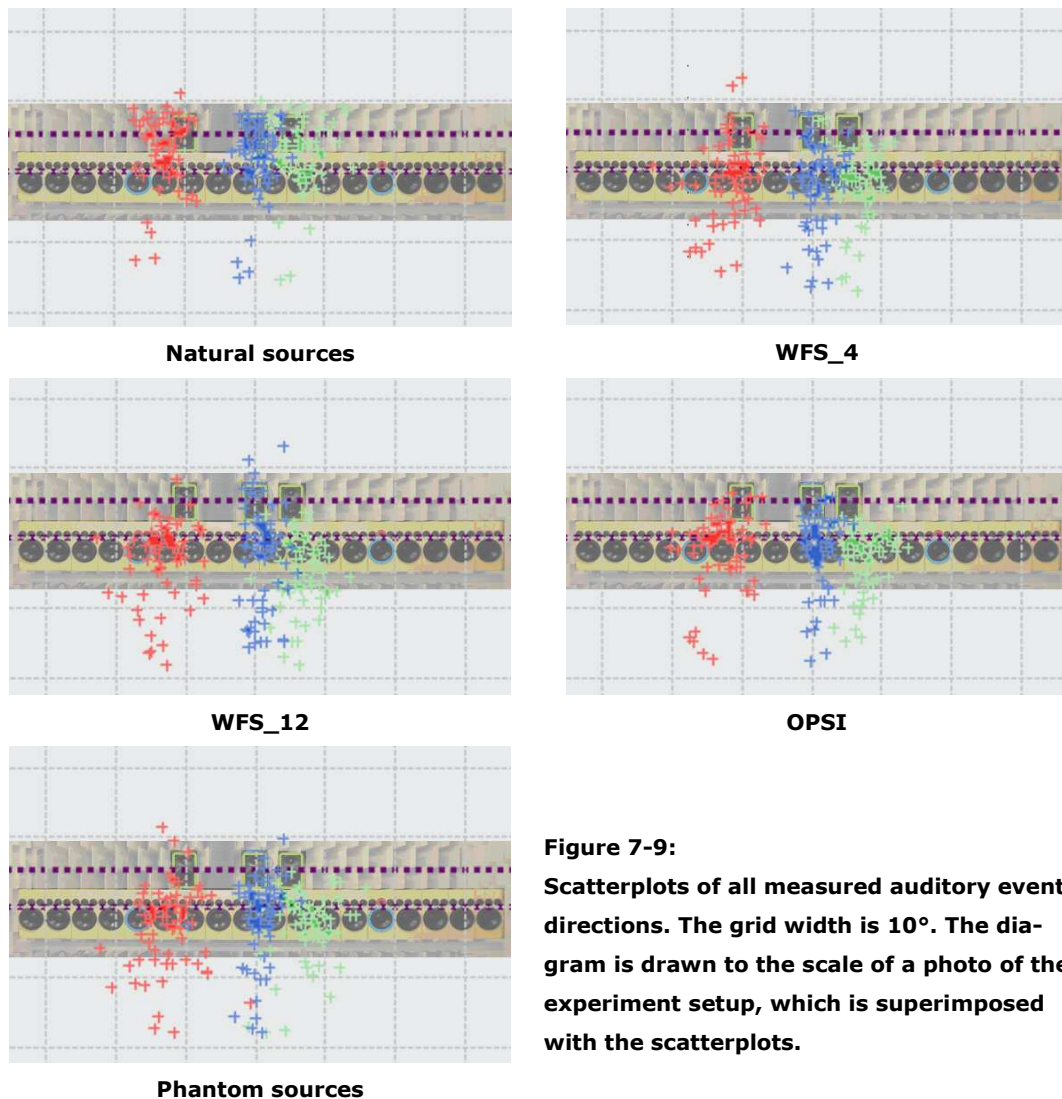 Natural sources
WFS_4
WFS_12
OPSI
Figure 7-9:
Scatterplots of all measured auditory event
directions. The grid width is 10°. The dia-
gram is drawn to the scale of a photo of the
experiment setup, which is superimposed
with the scatterplots.
Phantom sources